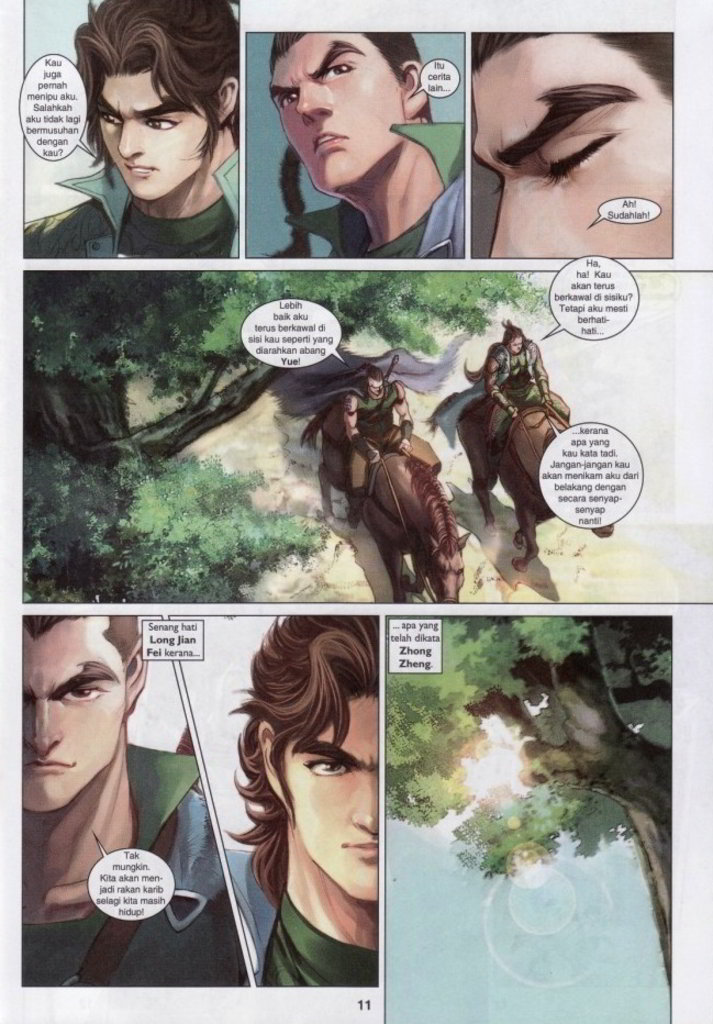 Kau
juga
pernah
menipu aku.
Salahkah
aku tidak lagi
bermusuhan
kau?
Itu
cerita
lain...
Ah!
Sudahlah!
Lebih
baik aku
terus berkawal di
sisi kau seperti yang
diarahkan abang
Yue!
Ha,
ha! Kau
akan terus
berkawal di sisiku?
Tetapi aku mesti
berhati-
hati...
...kerana
apa yang
kau kata tadi.
Jangan-jangan kau
akan menikam aku dari
belakang dengan
secara senyap-
senyap
nanti!
Senang hati
Long Jian
Fei kerana...
Tak
mungkin.
Kita akan men-
jadi rakan karib
selagi kita masih
hidup!
... apa yang
telah dikata
Zhong
Zheng.
11